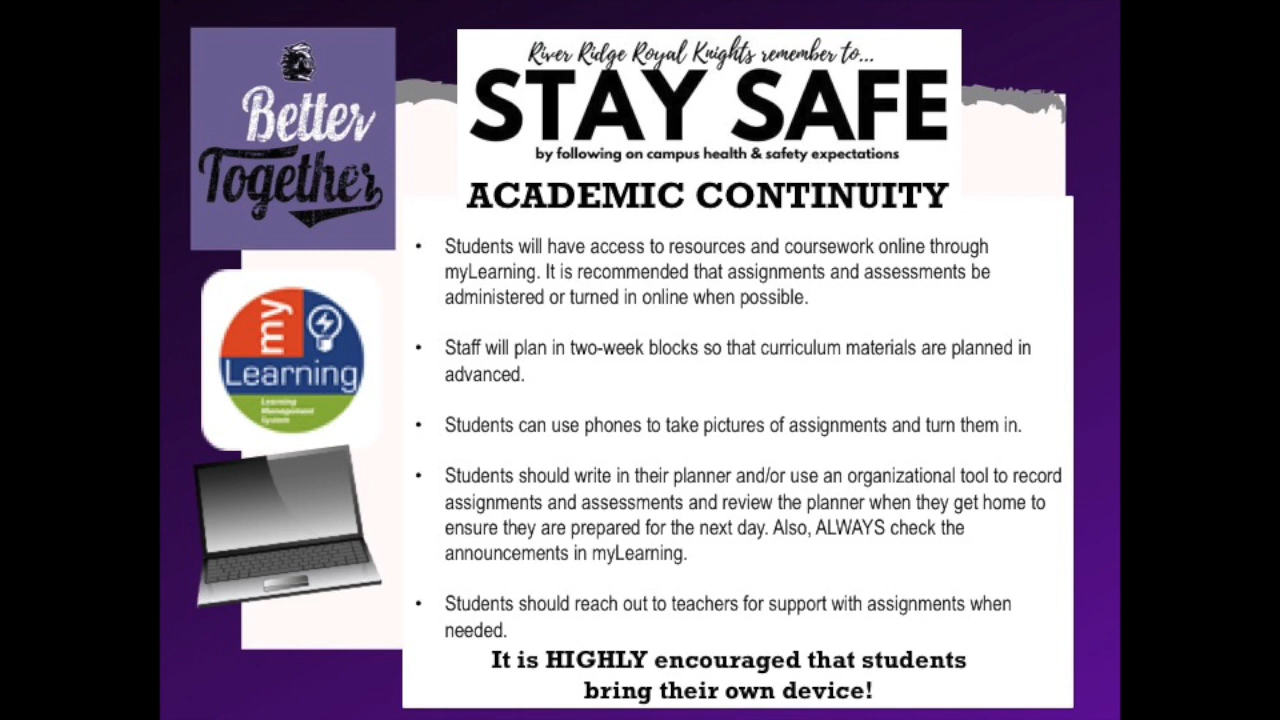 Better
Together
River Ridge Royal Knights remember to...
STAY SAFE
by following on campus health & safety expectations
ACADEMIC CONTINUITY
my
Learning
Learning
Management
System
• Students will have access to resources and coursework online through
myLearning. It is recommended that assignments and assessments be
administered or turned in online when possible.
• Staff will plan in two-week blocks so that curriculum materials are planned in
advanced.
• Students can use phones to take pictures of assignments and turn them in.
• Students should write in their planner and/or use an organizational tool to record
assignments and assessments and review the planner when they get home to
ensure they are prepared for the next day. Also, ALWAYS check the
announcements in myLearning.
• Students should reach out to teachers for support with assignments when
needed.
It is HIGHLY encouraged that students
bring their own device!